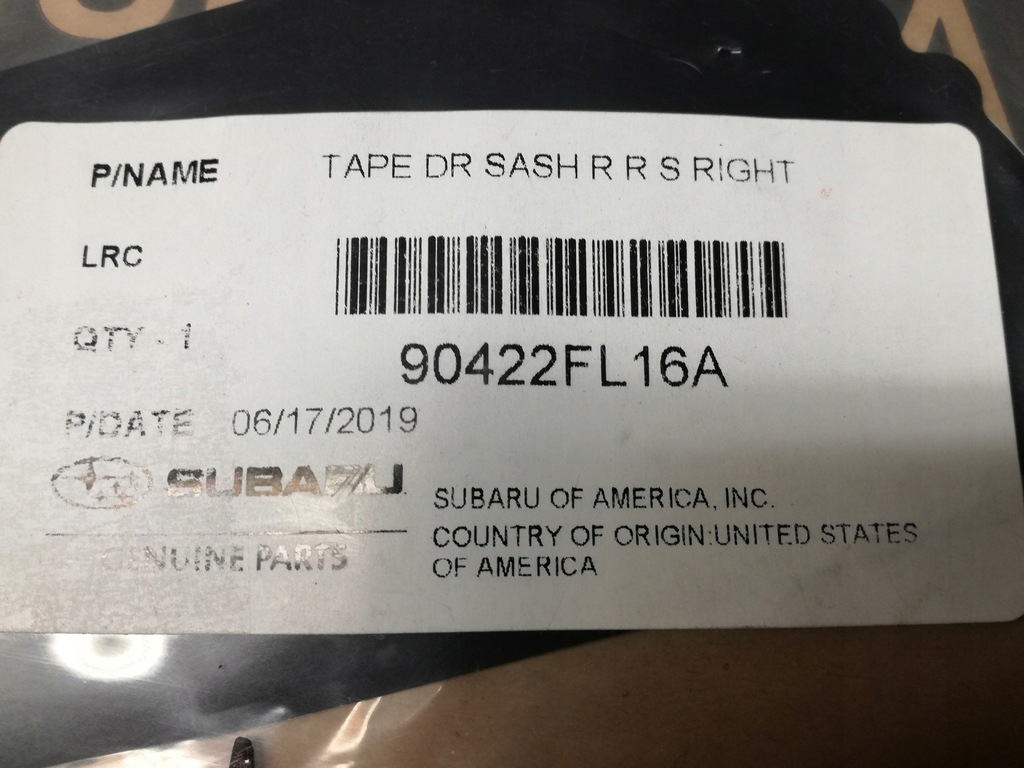 P/NAME TAPE DR SASH R R S RIGHT
LRC
QTY - 1
90422FL16A
P/DATE 06/17/2019
SUBARU
GENUINE PARTS
SUBARU OF AMERICA, INC.
COUNTRY OF ORIGIN:UNITED STATES
OF AMERICA